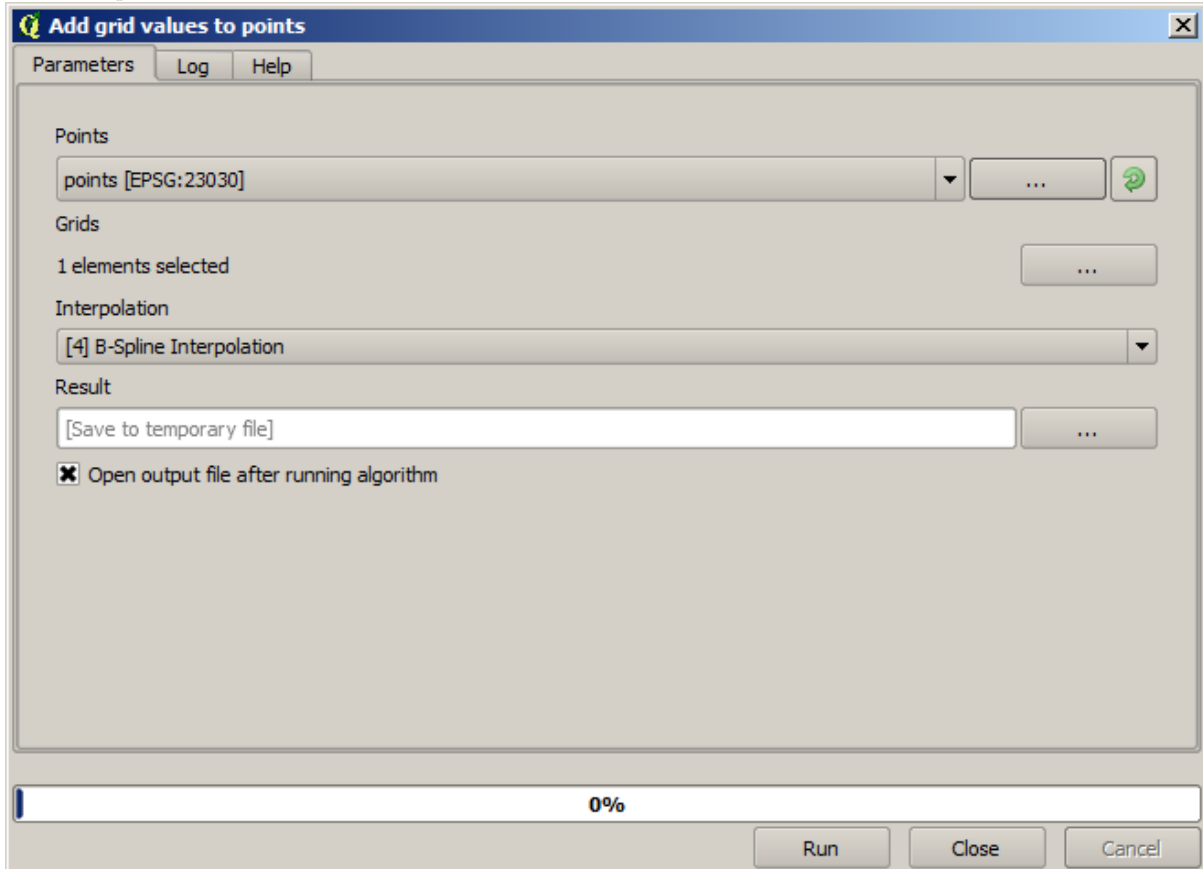 Add grid values to points
Parameters Log Help
Points
points [EPSG:23030] ...
Grids
1 elements selected ...
Interpolation
[4] B-Spline Interpolation
Result
[Save to temporary file] ...
Open output file after running algorithm
0%
Run Close Cancel